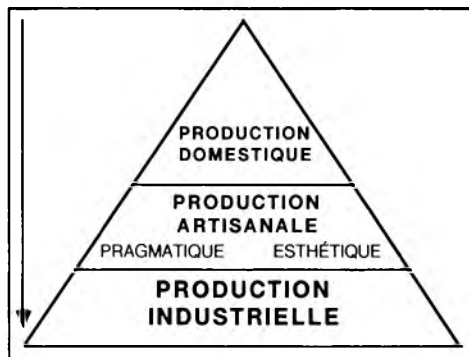 PRODUCTION
DOMESTIQUE
PRODUCTION
ARTISANALE
PRAGMATIQUE ESTHÉTIQUE
PRODUCTION
INDUSTRIELLE